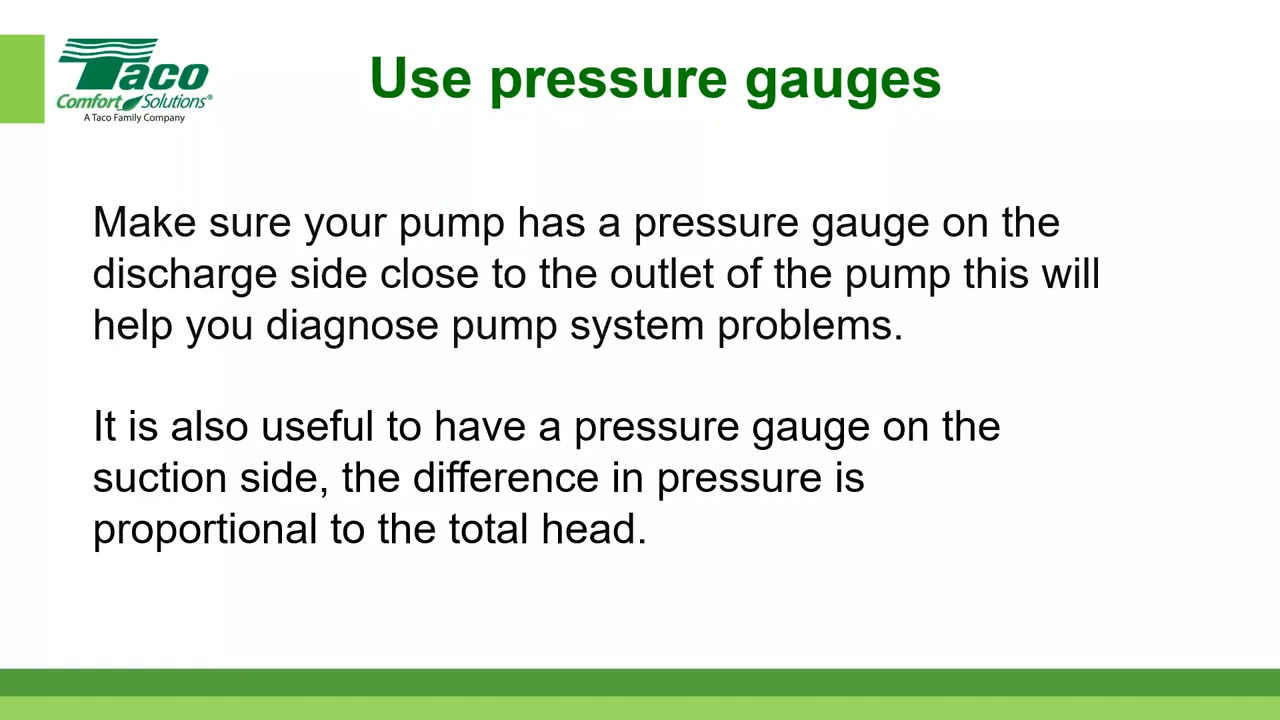 Taco
Comfort Solutions®
A Taco Family Company
Use pressure gauges
Make sure your pump has a pressure gauge on the
discharge side close to the outlet of the pump this will
help you diagnose pump system problems.
It is also useful to have a pressure gauge on the
suction side, the difference in pressure is
proportional to the total head.